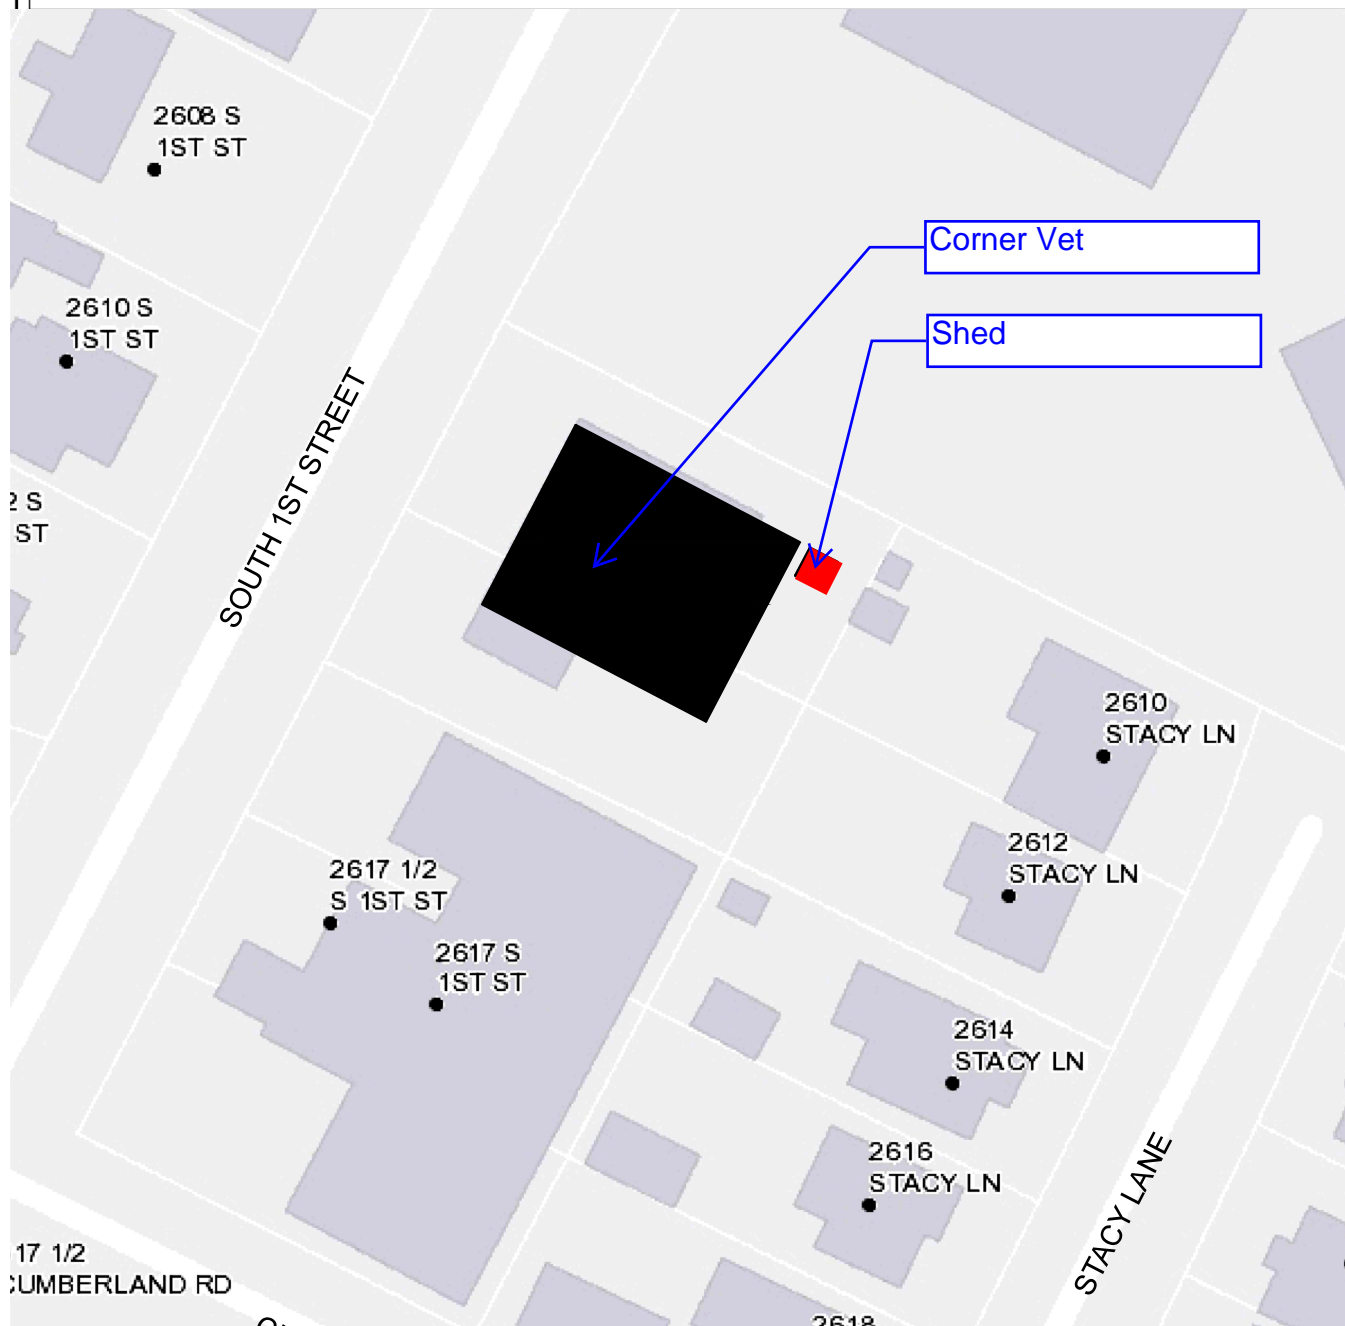 2608 S
1ST ST
Corner Vet
2610 S
1ST ST
Shed
SOUTH 1ST STREET
2 S
ST
2610
STACY LN
2612
STACY LN
2617 1/2
S 1ST ST
2617 S
1ST ST
2614
STACY LN
2616
STACY LN
STACY LANE
17 1/2
CUMBERLAND RD
2618